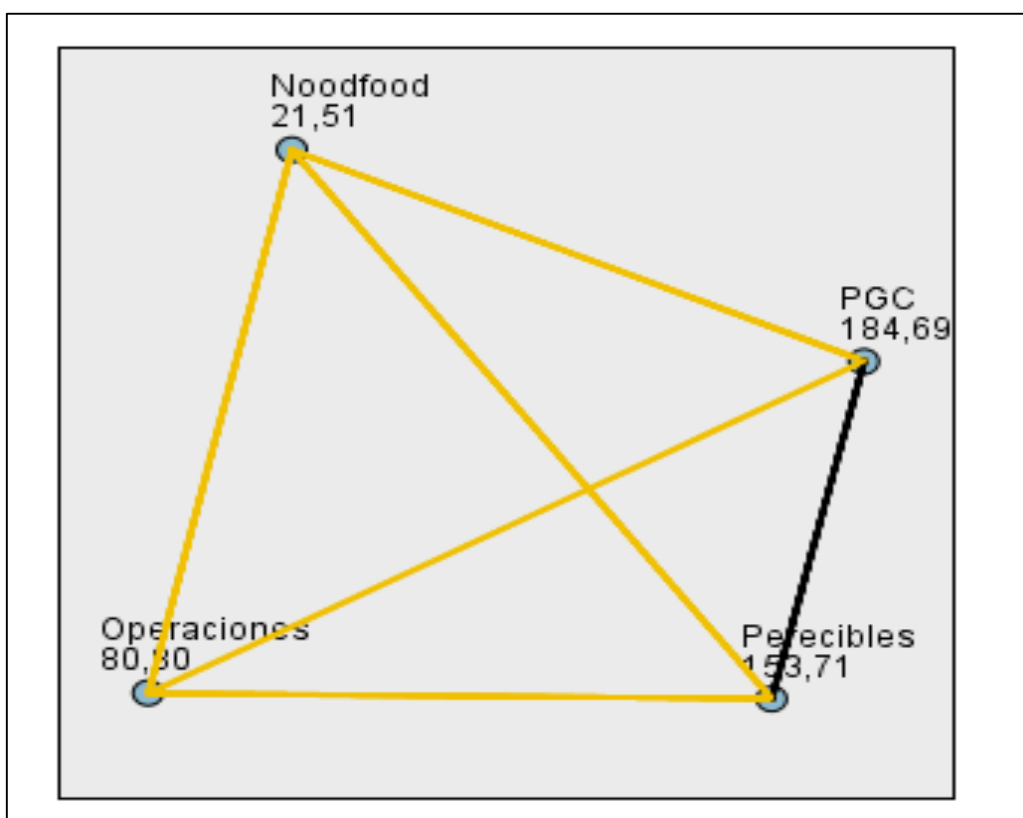 Noodfood
21,51
PGC
184,69
Operaciones
80,80
Perecibles
153,71